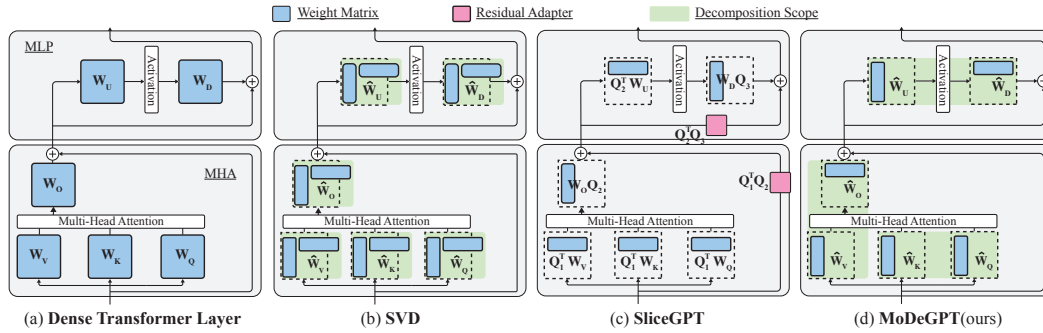 Weight Matrix Residual Adapter Decomposition Scope
MLP
W_U Activation W_D
MHA
W_O
Multi-Head Attention
W_V W_K W_Q
(a) Dense Transformer Layer
Ŵ_U Activation Ŵ_D
Ŵ_O
Multi-Head Attention
Ŵ_V Ŵ_K Ŵ_Q
(b) SVD
Q_2^T W_U Activation W_D Q_3
Q_2^T Q_3
W_O Q_2 Q_1^T Q_2
Multi-Head Attention
Q_1^T W_V Q_1^T W_K Q_1^T W_Q
(c) SliceGPT
Ŵ_U Activation Ŵ_D
Ŵ_O
Multi-Head Attention
Ŵ_V Ŵ_K Ŵ_Q
(d) MoDeGPT(ours)